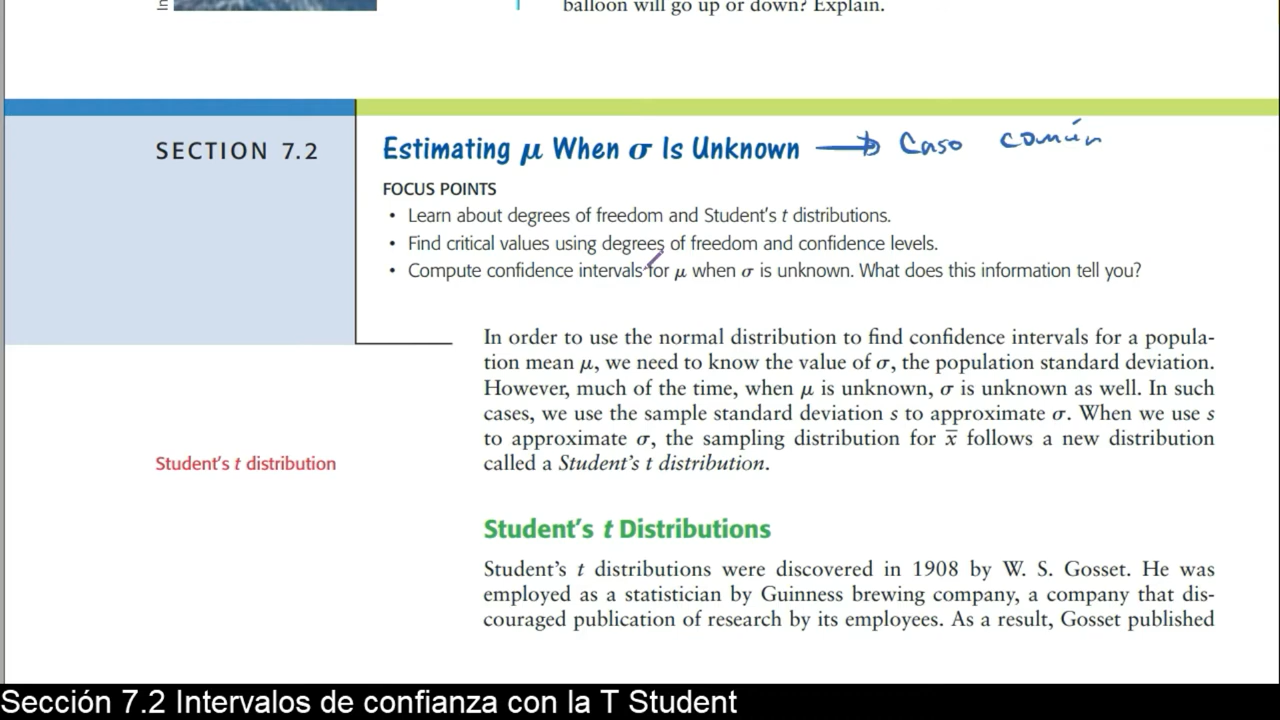 balloon will go up or down? Explain.
SECTION 7.2
Estimating μ When σ Is Unknown → Caso común
FOCUS POINTS
• Learn about degrees of freedom and Student's t distributions.
• Find critical values using degrees of freedom and confidence levels.
• Compute confidence intervals for μ when σ is unknown. What does this information tell you?
In order to use the normal distribution to find confidence intervals for a popula-
tion mean μ, we need to know the value of σ, the population standard deviation.
However, much of the time, when μ is unknown, σ is unknown as well. In such
cases, we use the sample standard deviation s to approximate σ. When we use s
to approximate σ, the sampling distribution for x̄ follows a new distribution
called a Student's t distribution.
Student's t distribution
Student's t Distributions
Student's t distributions were discovered in 1908 by W. S. Gosset. He was
employed as a statistician by Guinness brewing company, a company that dis-
couraged publication of research by its employees. As a result, Gosset published
Sección 7.2 Intervalos de confianza con la T Student